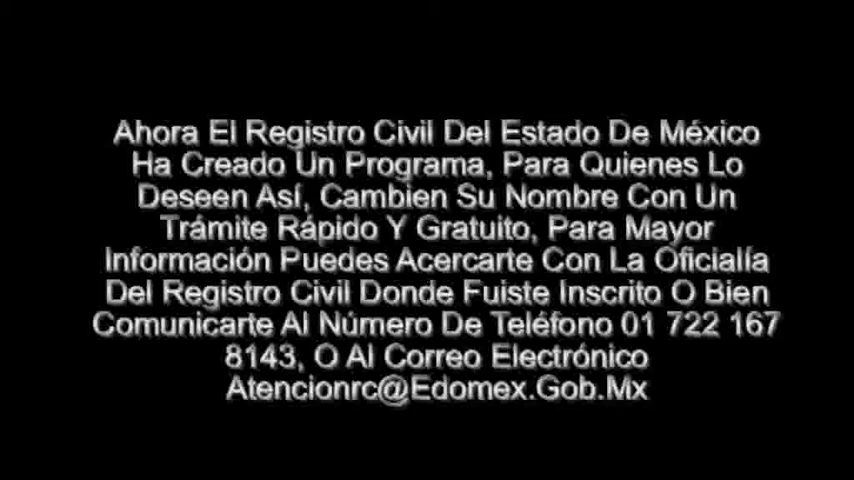 Ahora El Registro Civil Del Estado De México
Ha Creado Un Programa, Para Quienes Lo
Deseen Así, Cambien Su Nombre Con Un
Trámite Rápido Y Gratuito, Para Mayor
Información Puedes Acercarte Con La Oficialía
Del Registro Civil Donde Fuiste Inscrito O Bien
Comunicarte Al Número De Teléfono 01 722 167
8143, O Al Correo Electrónico
Atencionrc@Edomex.Gob.Mx